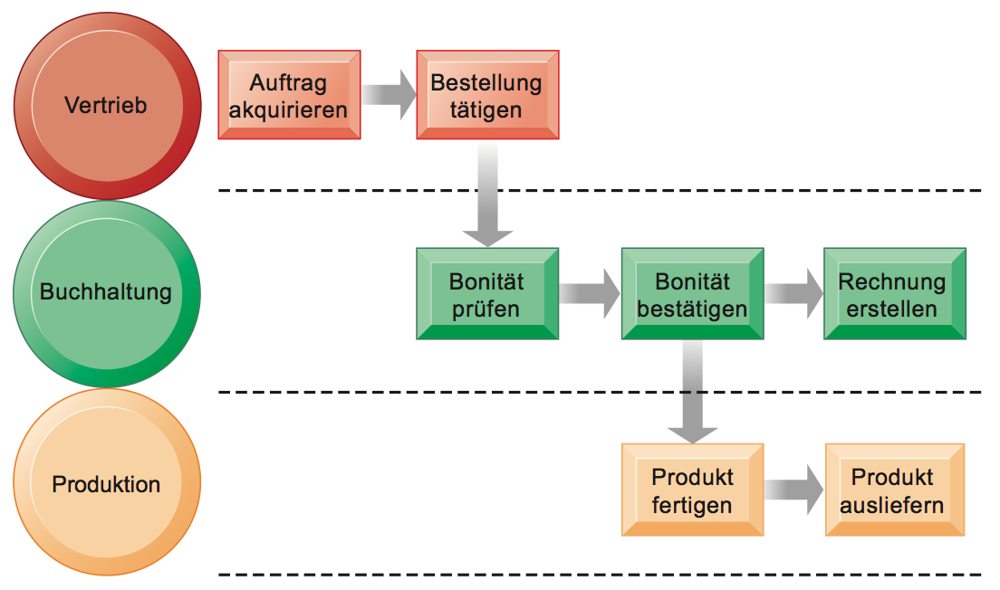 Vertrieb
Auftrag
akquirieren
Bestellung
tätigen
Buchhaltung
Bonität
prüfen
Bonität
bestätigen
Rechnung
erstellen
Produktion
Produkt
fertigen
Produkt
ausliefern